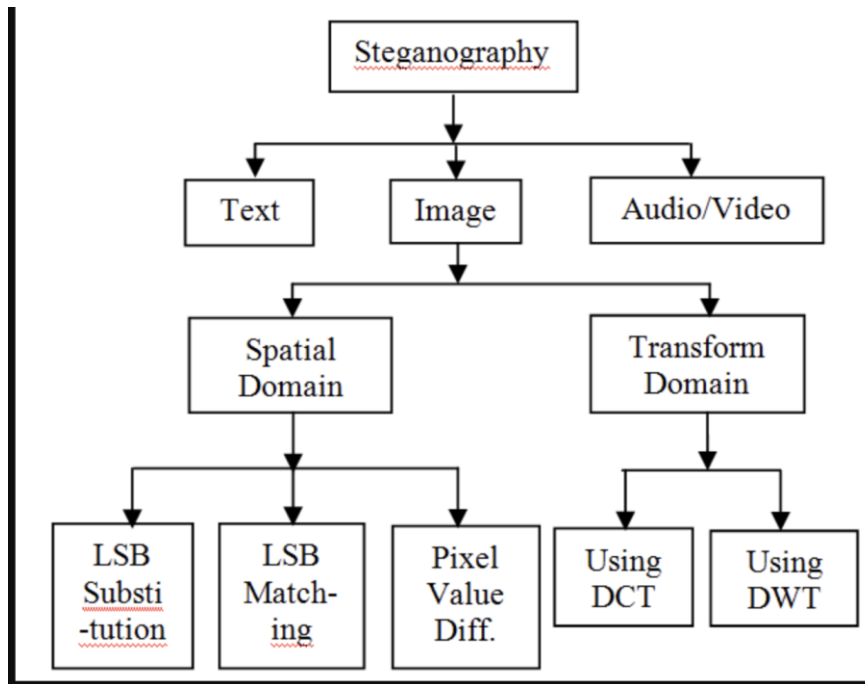 Steganography
Text
Image
Audio/Video
Spatial
Domain
Transform
Domain
LSB
Substi
-tution
LSB
Match-
ing
Pixel
Value
Diff.
Using
DCT
Using
DWT